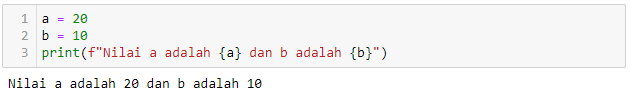 1 a = 20
2 b = 10
3 print(f"Nilai a adalah {a} dan b adalah {b}")
Nilai a adalah 20 dan b adalah 10